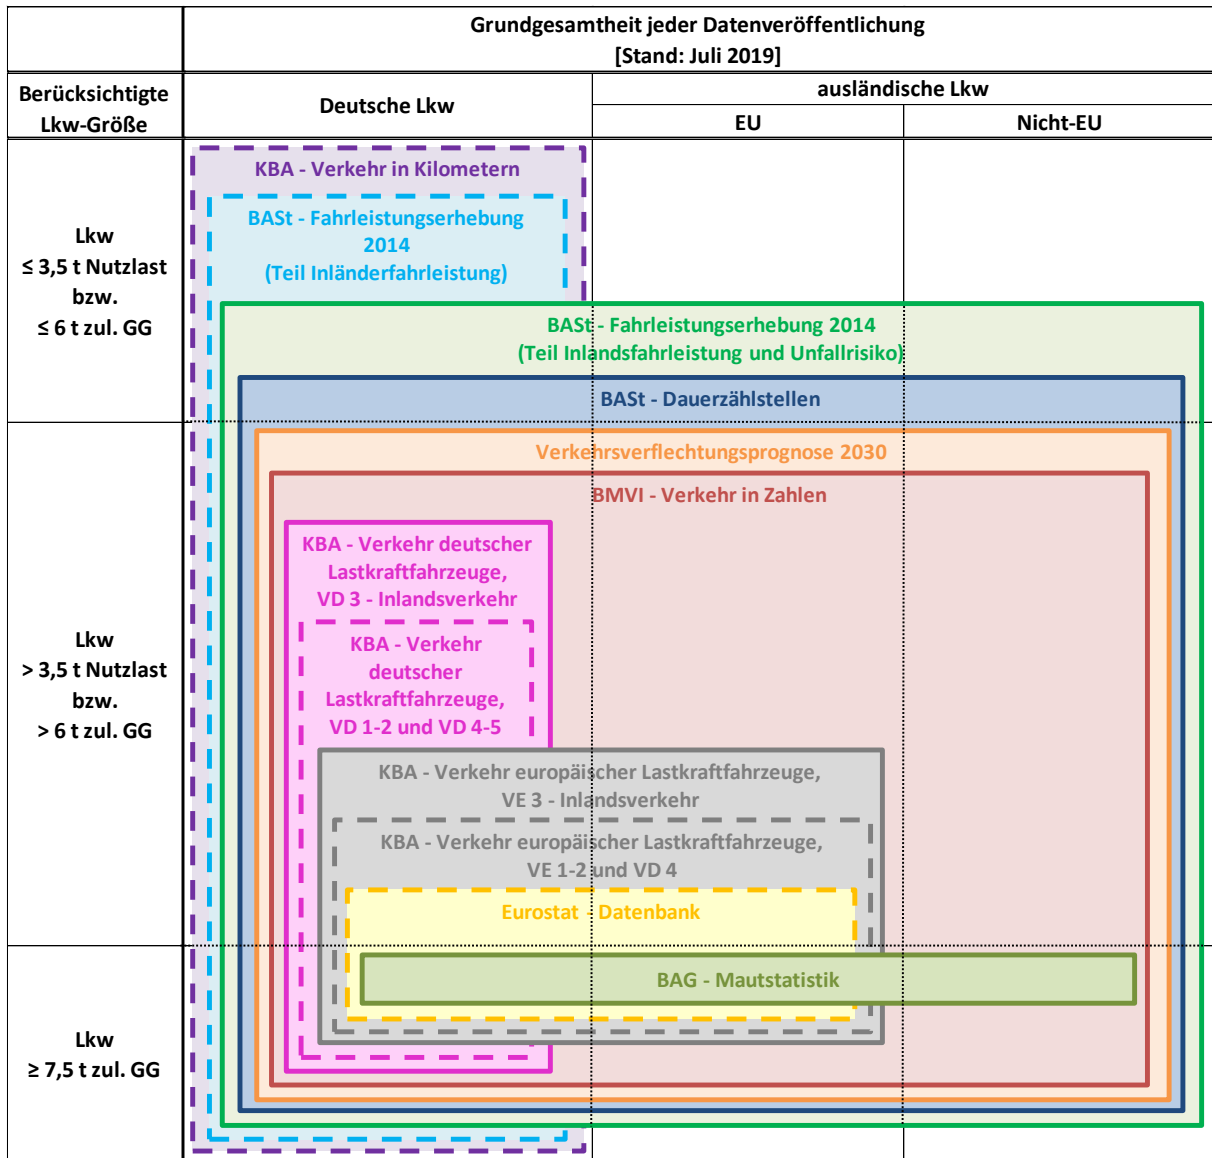 Grundgesamtheit jeder Datenveröffentlichung
[Stand: Juli 2019]
Berücksichtigte
Lkw-Größe
Deutsche Lkw
ausländische Lkw
EU
Nicht-EU
Lkw
≤ 3,5 t Nutzlast
bzw.
≤ 6 t zul. GG
KBA - Verkehr in Kilometern
BASt - Fahrleistungserhebung
2014
(Teil Inländerfahrleistung)
BASt - Fahrleistungserhebung 2014
(Teil Inlandsfahrleistung und Unfallrisiko)
BASt - Dauerzählstellen
Lkw
> 3,5 t Nutzlast
bzw.
> 6 t zul. GG
Verkehrsverflechtungsprognose 2030
BMVI - Verkehr in Zahlen
KBA - Verkehr deutscher
Lastkraftfahrzeuge,
VD 3 - Inlandsverkehr
KBA - Verkehr
deutscher
Lastkraftfahrzeuge,
VD 1-2 und VD 4-5
KBA - Verkehr europäischer Lastkraftfahrzeuge,
VE 3 - Inlandsverkehr
KBA - Verkehr europäischer Lastkraftfahrzeuge,
VE 1-2 und VD 4
Eurostat - Datenbank
Lkw
≥ 7,5 t zul. GG
BAG - Mautstatistik